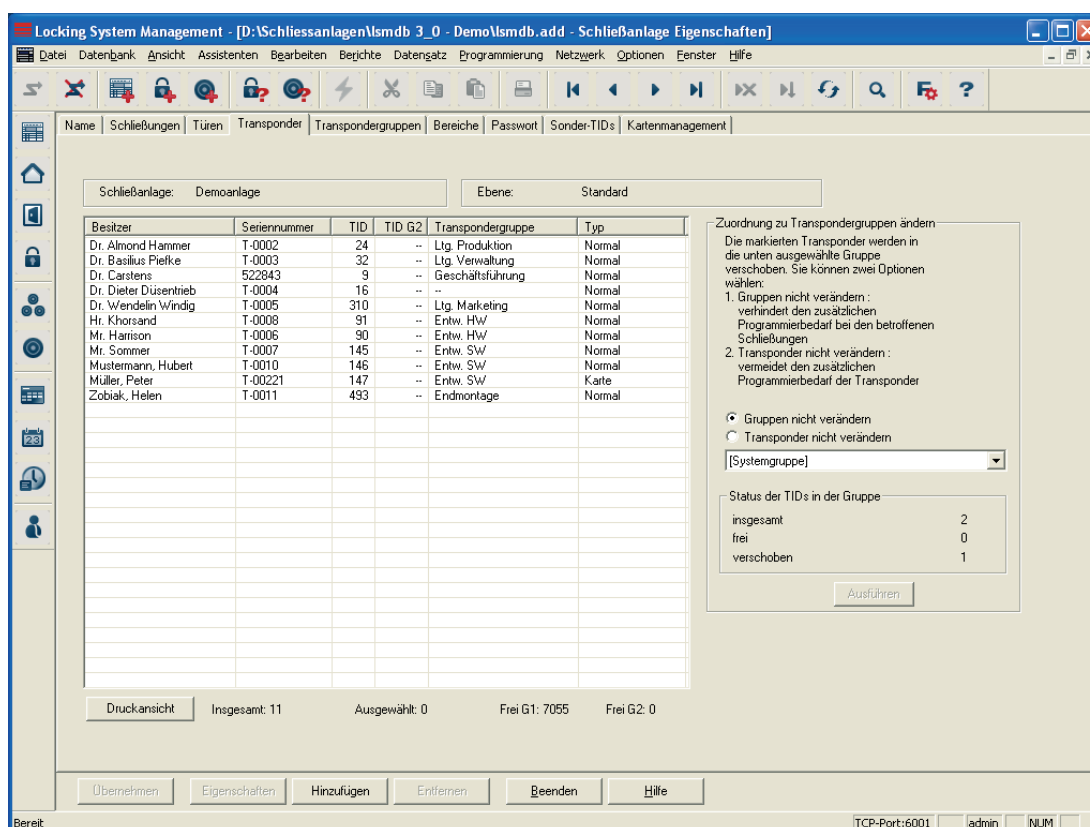 Locking System Management - [D:\Schliessanlagen\lsmdb 3_0 - Demo\lsmdb.add - Schließanlage Eigenschaften]
Datei Datenbank Ansicht Assistenten Bearbeiten Berichte Datensatz Programmierung Netzwerk Optionen Fenster Hilfe
Name Schließungen Türen Transponder Transpondergruppen Bereiche Passwort Sonder-TIDs Kartenmanagement
Schließanlage: Demoanlage Ebene: Standard
Besitzer Seriennummer TID TID G2 Transpondergruppe Typ
Dr. Almond Hammer T-0002 24 -- Ltg. Produktion Normal
Dr. Basilius Piefke T-0003 32 -- Ltg. Verwaltung Normal
Dr. Carstens 522843 9 -- Geschäftsführung Normal
Dr. Dieter Düsentrieb T-0004 16 -- -- Normal
Dr. Wendelin Windig T-0005 310 -- Ltg. Marketing Normal
Hr. Khorsand T-0008 91 -- Entw. HW Normal
Mr. Harrison T-0006 90 -- Entw. HW Normal
Mr. Sommer T-0007 145 -- Entw. SW Normal
Mustermann, Hubert T-0010 146 -- Entw. SW Normal
Müller, Peter T-00221 147 -- Entw. SW Karte
Zobiak, Helen T-0011 493 -- Endmontage Normal
Zuordnung zu Transpondergruppen ändern
Die markierten Transponder werden in
die unten ausgewählte Gruppe
verschoben. Sie können zwei Optionen
wählen:
1. Gruppen nicht verändern :
verhindert den zusätzlichen
Programmierbedarf bei den betroffenen
Schließungen
2. Transponder nicht verändern :
vermeidet den zusätzlichen
Programmierbedarf der Transponder
Gruppen nicht verändern
Transponder nicht verändern
[Systemgruppe]
Status der TIDs in der Gruppe
insgesamt 2
frei 0
verschoben 1
Ausführen
Druckansicht Insgesamt: 11 Ausgewählt: 0 Frei G1: 7055 Frei G2: 0
Übernehmen Eigenschaften Hinzufügen Entfernen Beenden Hilfe
Bereit TCP-Port:6001 admin NUM